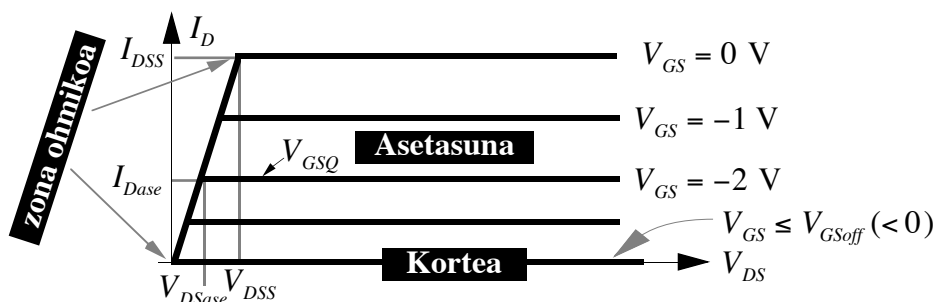 I_D
I_DSS
V_GS = 0 V
zona ohmikoa
V_GS = −1 V
Asetasuna
V_GSQ
I_Dase
V_GS = −2 V
V_GS ≤ V_GSoff (<0)
Kortea
V_DS
V_DSase
V_DSS